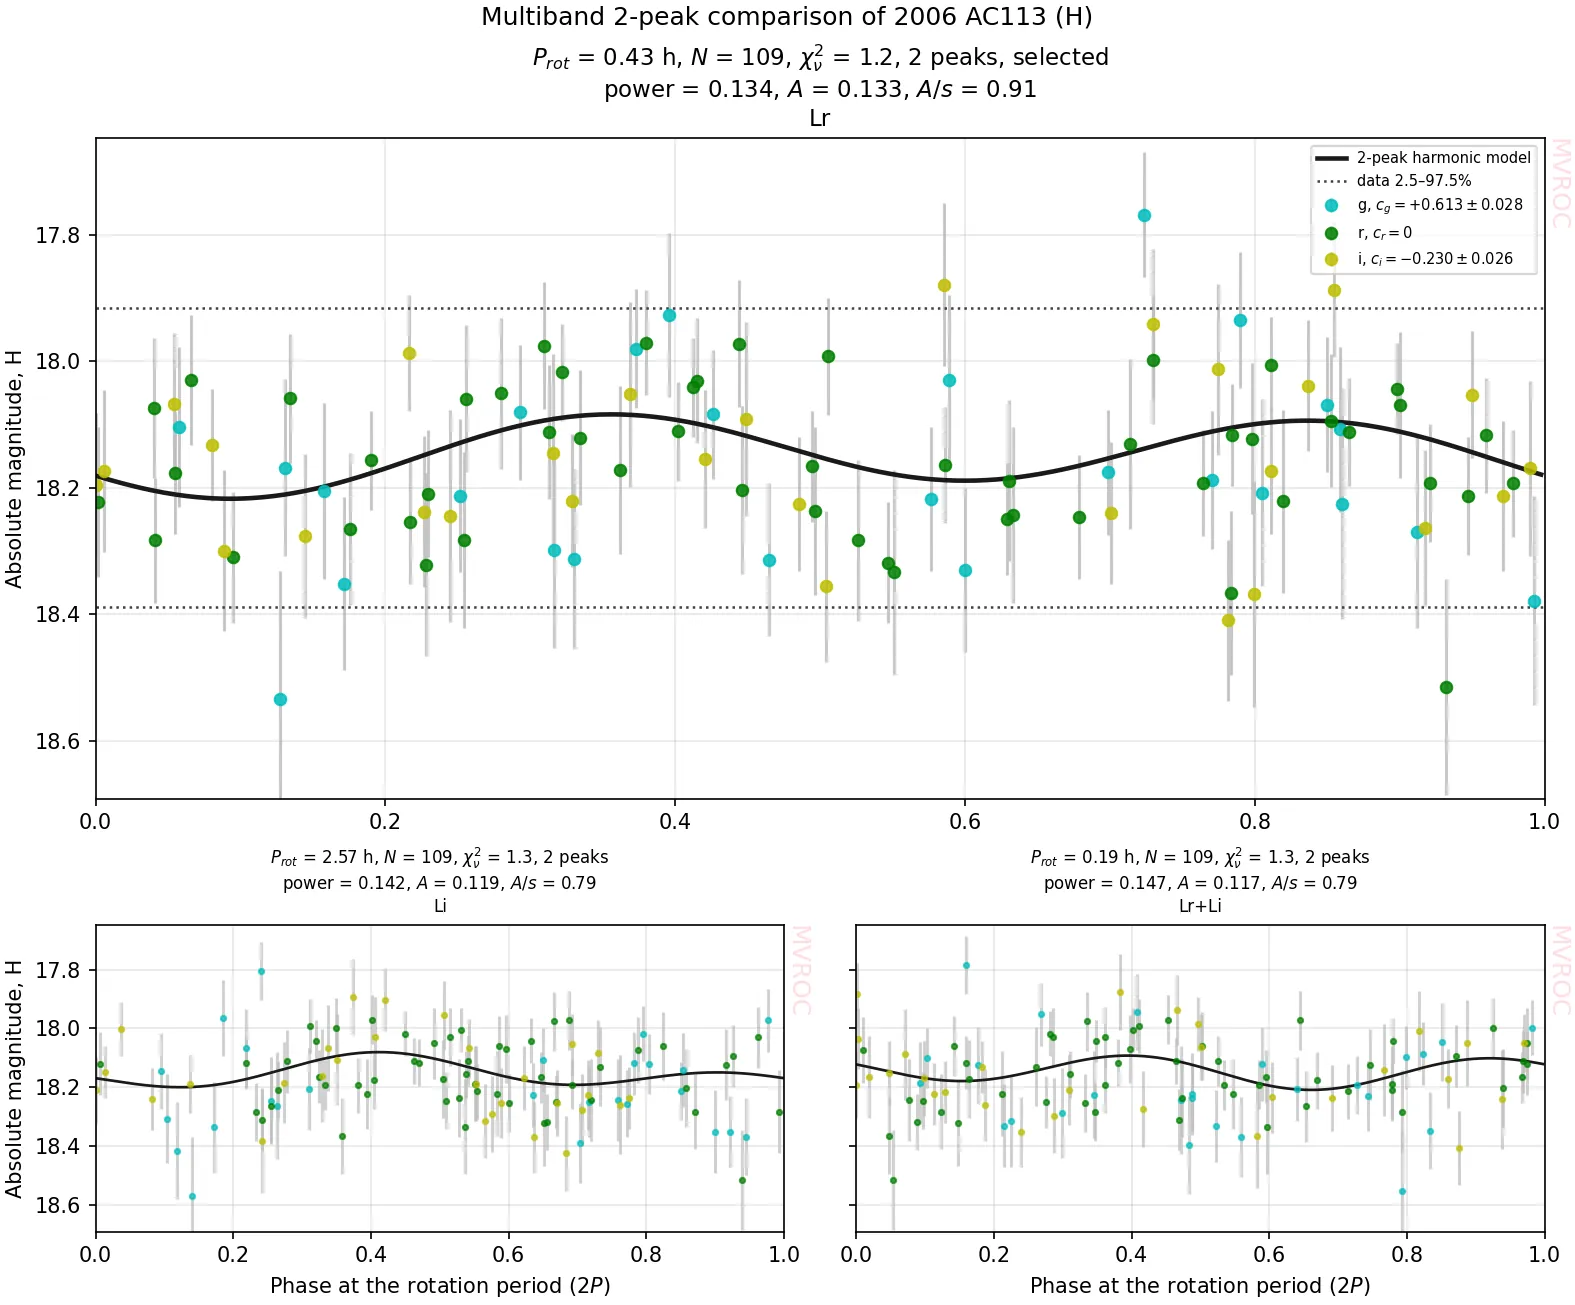 Multiband 2-peak comparison of 2006 AC113 (H)
P_rot = 0.43 h, N = 109, χ²_ν = 1.2, 2 peaks, selected
power = 0.134, A = 0.133, A/s = 0.91
Lr
2-peak harmonic model
data 2.5–97.5%
g, c_g = +0.613 ± 0.028
r, c_r = 0
i, c_i = −0.230 ± 0.026
MVROC
Absolute magnitude, H
17.8
18.0
18.2
18.4
18.6
0.0 0.2 0.4 0.6 0.8 1.0
P_rot = 2.57 h, N = 109, χ²_ν = 1.3, 2 peaks
power = 0.142, A = 0.119, A/s = 0.79
Li
MVROC
Absolute magnitude, H
17.8
18.0
18.2
18.4
18.6
0.0 0.2 0.4 0.6 0.8 1.0
Phase at the rotation period (2P)
P_rot = 0.19 h, N = 109, χ²_ν = 1.3, 2 peaks
power = 0.147, A = 0.117, A/s = 0.79
Lr+Li
MVROC
0.0 0.2 0.4 0.6 0.8 1.0
Phase at the rotation period (2P)